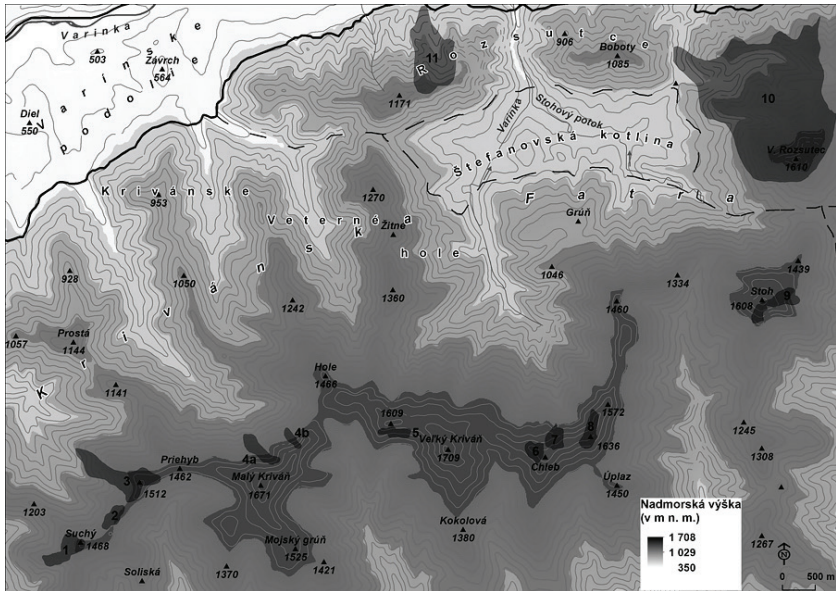 Varinka
503
Závrch
564
Diel
550
Varínske
podolie
11
Rozsutce
906
Boboty
1085
1171
Varinka
Stohový potok
Štefanovská kotlina
10
V. Rozsutec
1610
Krivánske
953
Veterné
hole
1270
Žitne
Fatra
Grúň
Krivánska
928
1050
1242
1360
1046
1334
1439
Stoh
1608
9
1460
1057
Prostá
1144
1141
Hole
1466
1609
5
Veľký Kriváň
1709
1572
7
8
6
1636
Chleb
1245
1308
4b
4a
Priehyb
1462
Malý Kriváň
1671
3
1512
2
1203
Suchý
1468
1
Úplaz
1450
Kokolová
1380
Mojský grúň
1525
1421
1370
Soliská
1267
Nadmorská výška
(v m n. m.)
1 708
1 029
350
N
0 500 m